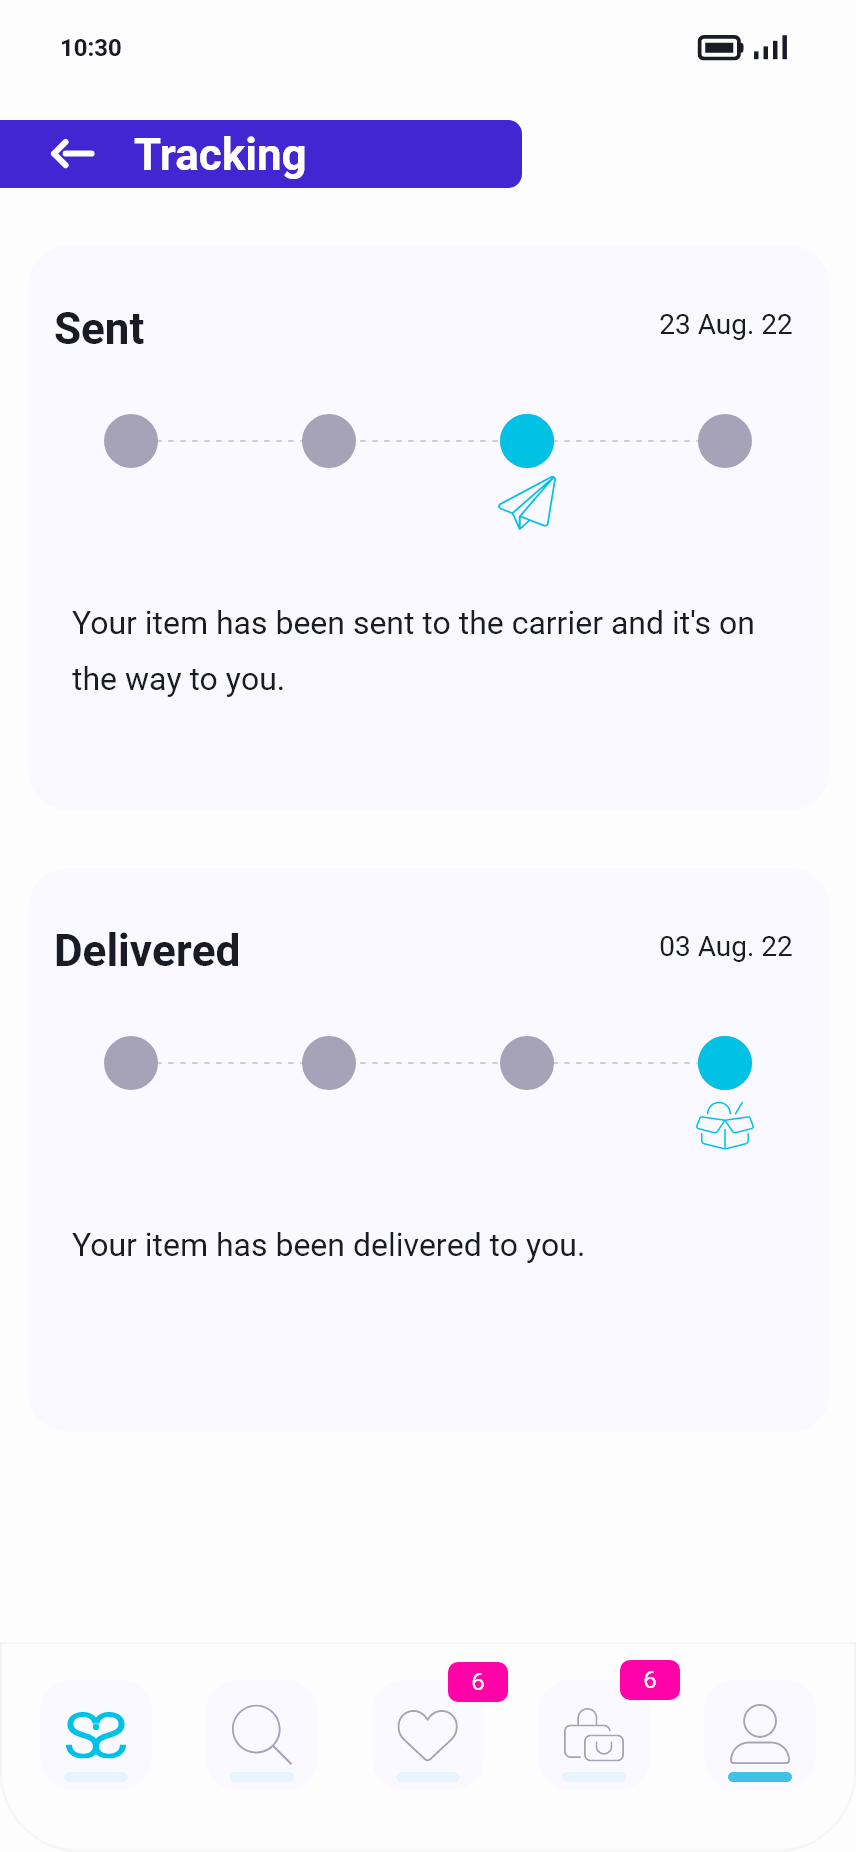 10:30
Tracking
Sent
23 Aug. 22
Your item has been sent to the carrier and it's on
the way to you.
Delivered
03 Aug. 22
Your item has been delivered to you.
6
6